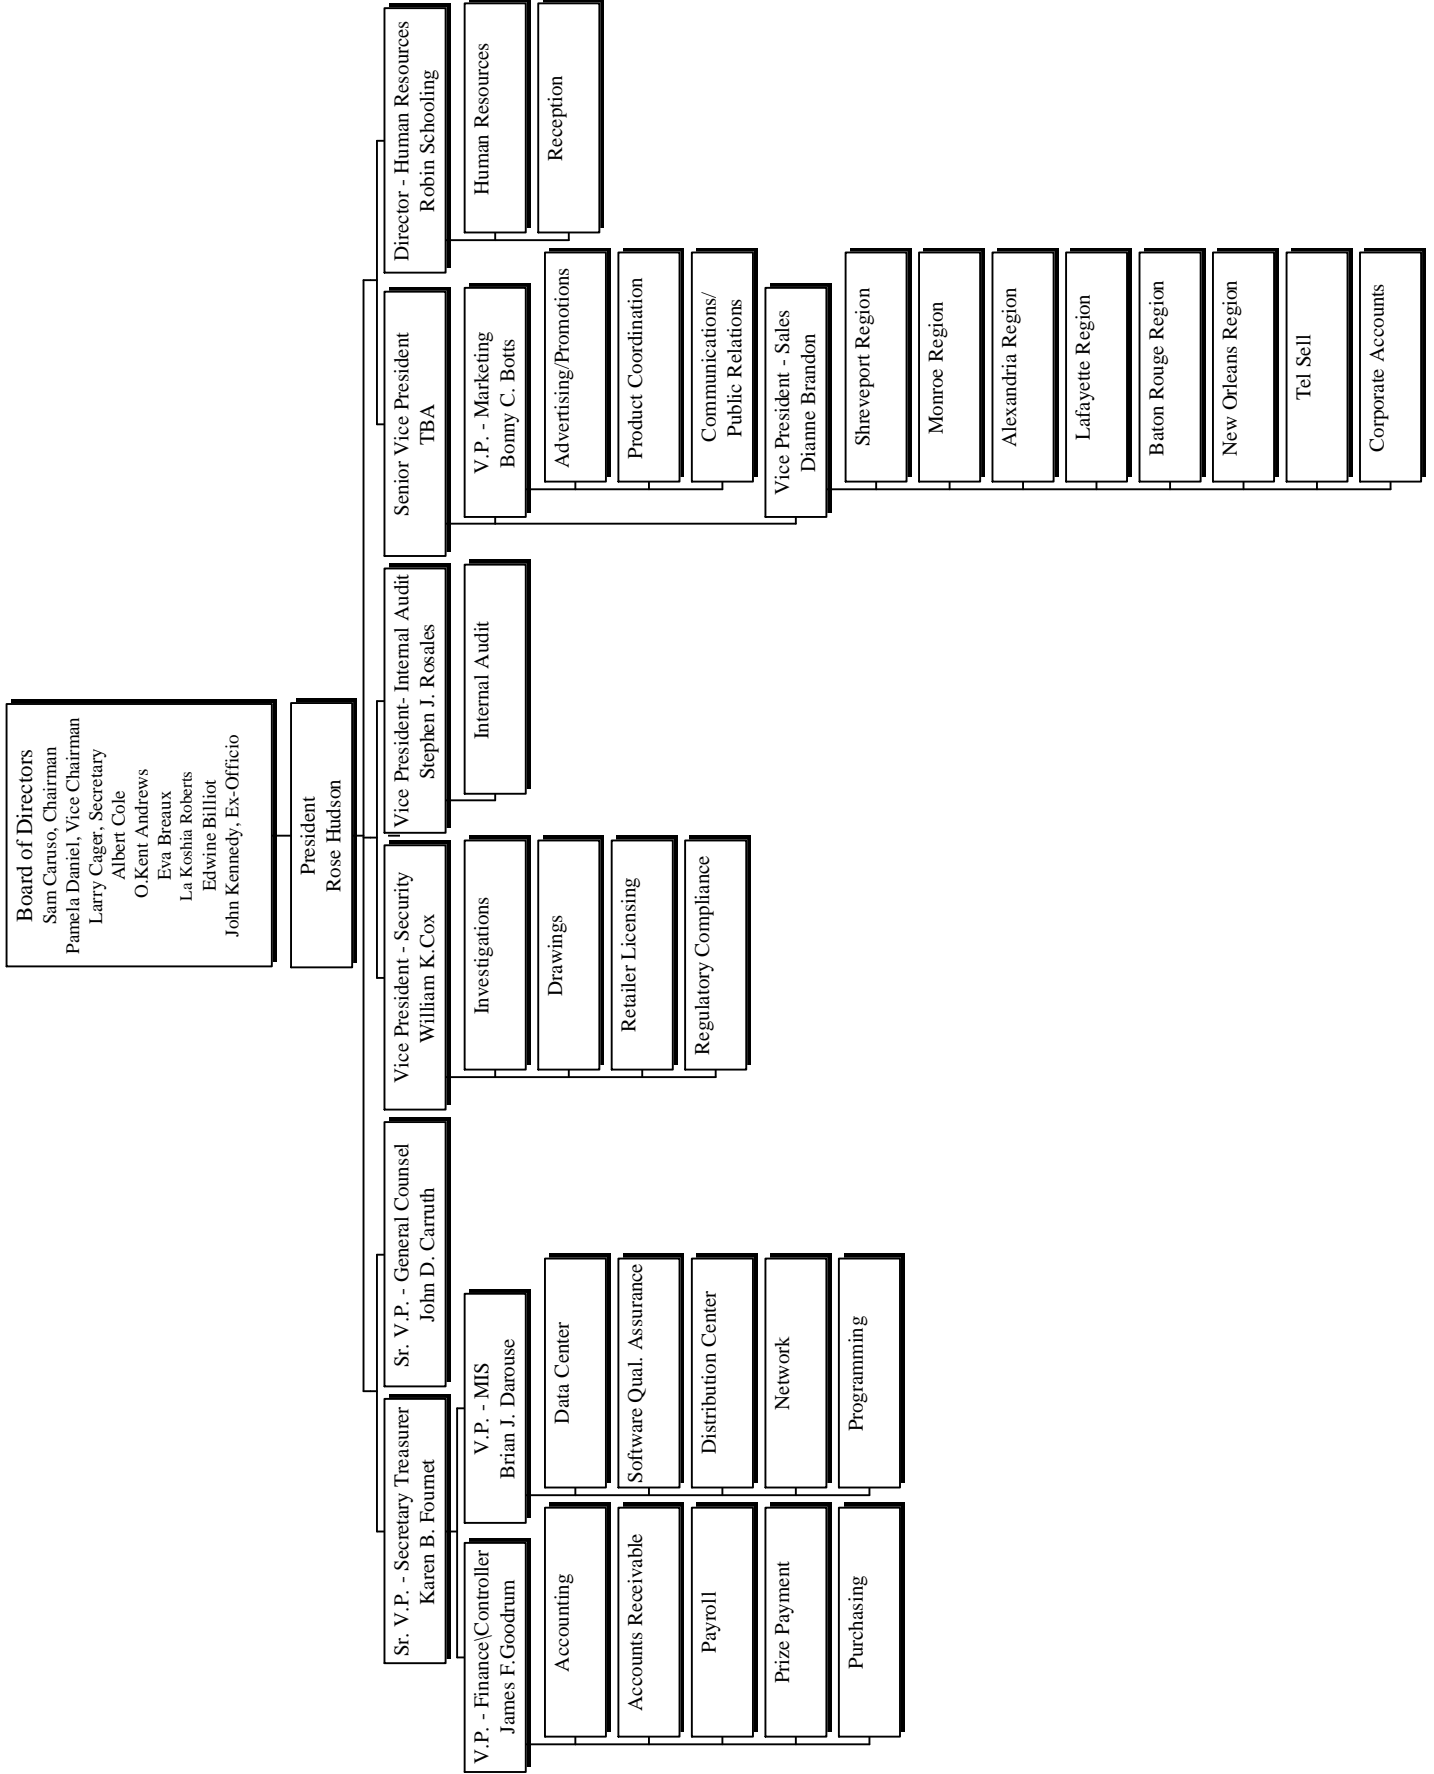 Board of Directors
Sam Caruso, Chairman
Pamela Daniel, Vice Chairman
Larry Cager, Secretary
Albert Cole
O.Kent Andrews
Eva Breaux
La Koshia Roberts
Edwine Billiot
John Kennedy, Ex-Officio
President
Rose Hudson
Sr. V.P. - Secretary Treasurer
Karen B. Fournet
V.P. - Finance\Controller
James F.Goodrum
Accounting
Accounts Receivable
Payroll
Prize Payment
Purchasing
V.P. - MIS
Brian J. Darouse
Data Center
Software Qual. Assurance
Distribution Center
Network
Programming
Sr. V.P. - General Counsel
John D. Carruth
Vice President - Security
William K.Cox
Investigations
Drawings
Retailer Licensing
Regulatory Compliance
Vice President- Internal Audit
Stephen J. Rosales
Internal Audit
Senior Vice President
TBA
V.P. - Marketing
Bonny C. Botts
Advertising/Promotions
Product Coordination
Communications/
Public Relations
Vice President - Sales
Dianne Brandon
Shreveport Region
Monroe Region
Alexandria Region
Lafayette Region
Baton Rouge Region
New Orleans Region
Tel Sell
Corporate Accounts
Director - Human Resources
Robin Schooling
Human Resources
Reception